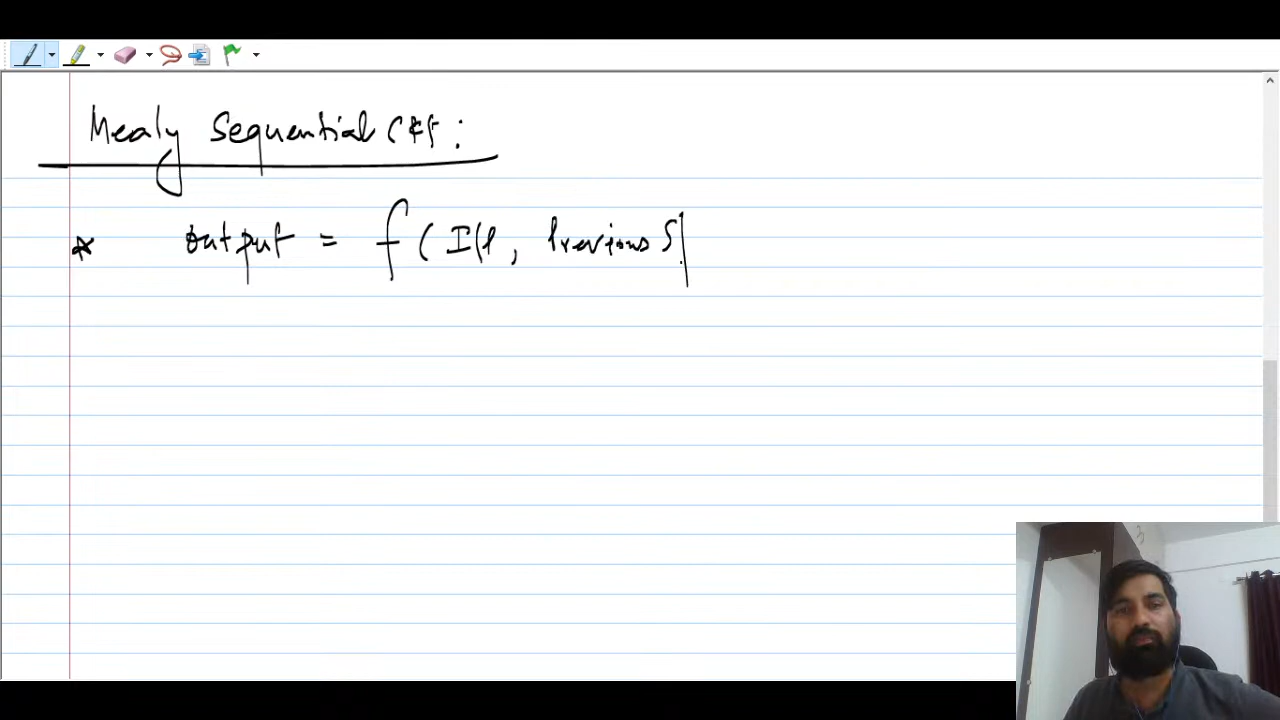 Mealy Sequential CKt :
* Output = f ( I/P , Previous S